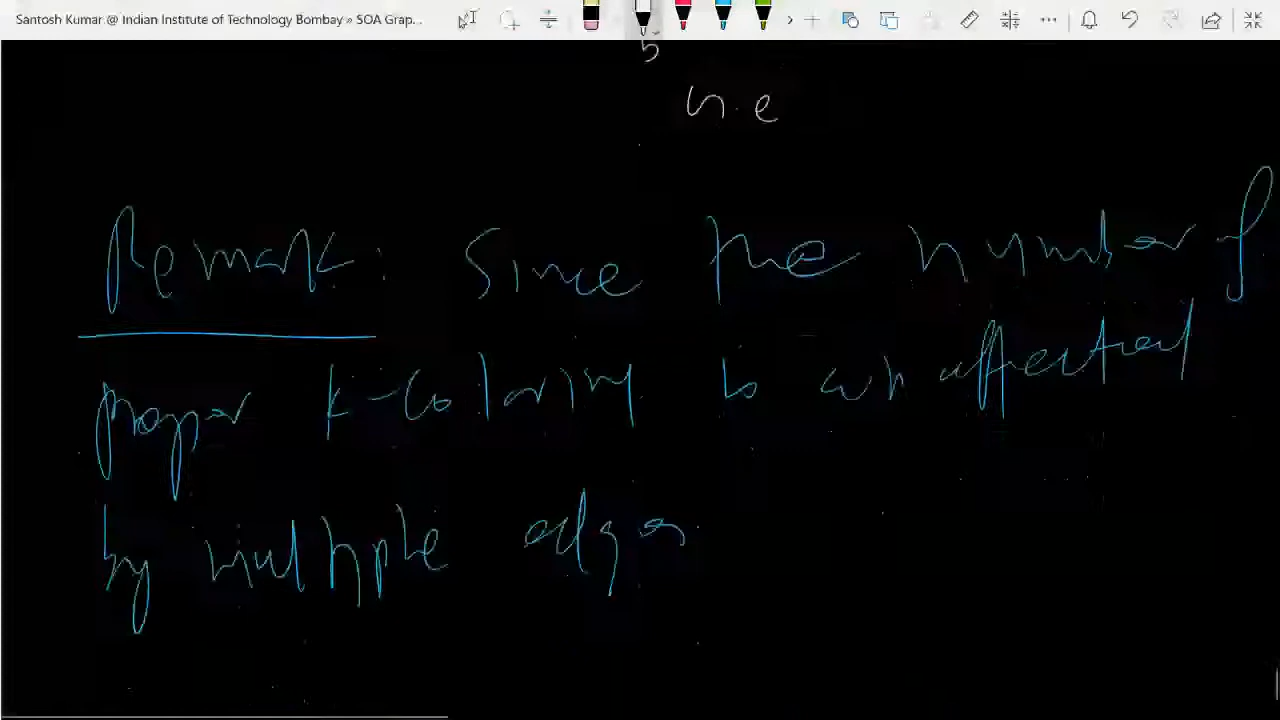 Santosh Kumar @ Indian Institute of Technology Bombay » SOA Grap...
5
n.e
Remark: Since the number of
proper k-coloring is unaffected
by multiple edges